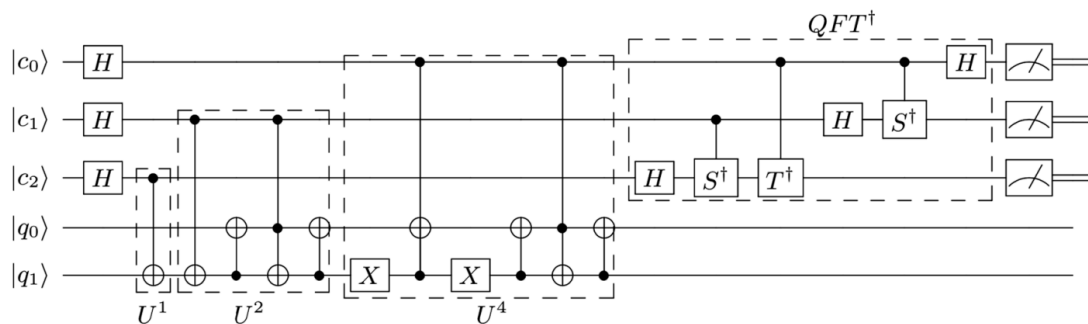 QFT†
|c₀⟩ H H
|c₁⟩ H H S†
|c₂⟩ H H S† T†
|q₀⟩
|q₁⟩ X X
U¹ U² U⁴